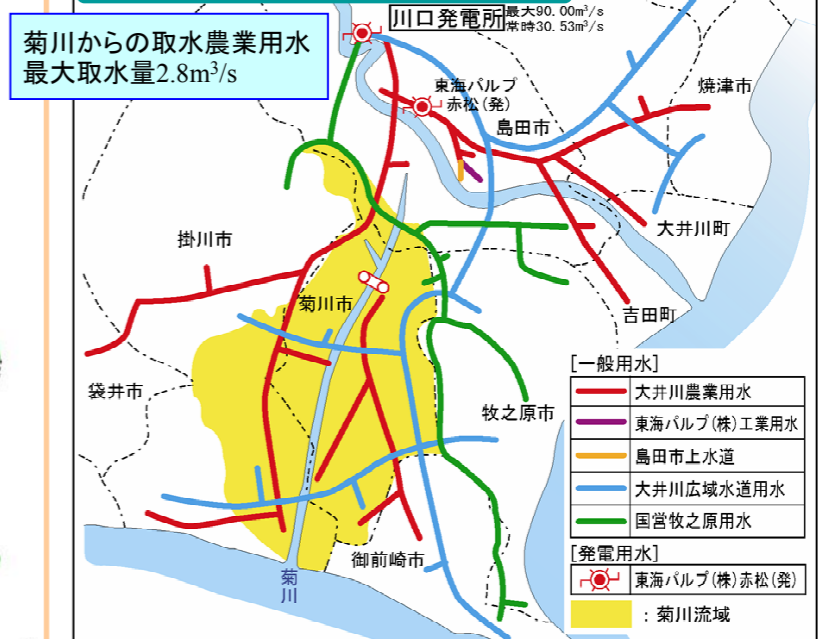 菊川からの取水農業用水
最大取水量2.8m³/s
川口発電所
最大90.00m³/s
常時30.53m³/s
東海パルプ
赤松(発)
焼津市
島田市
大井川町
掛川市
菊川市
吉田町
袋井市
牧之原市
御前崎市
菊川
[一般用水]
大井川農業用水
東海パルプ(株)工業用水
島田市上水道
大井川広域水道用水
国営牧之原用水
[発電用水]
東海パルプ(株)赤松(発)
：菊川流域